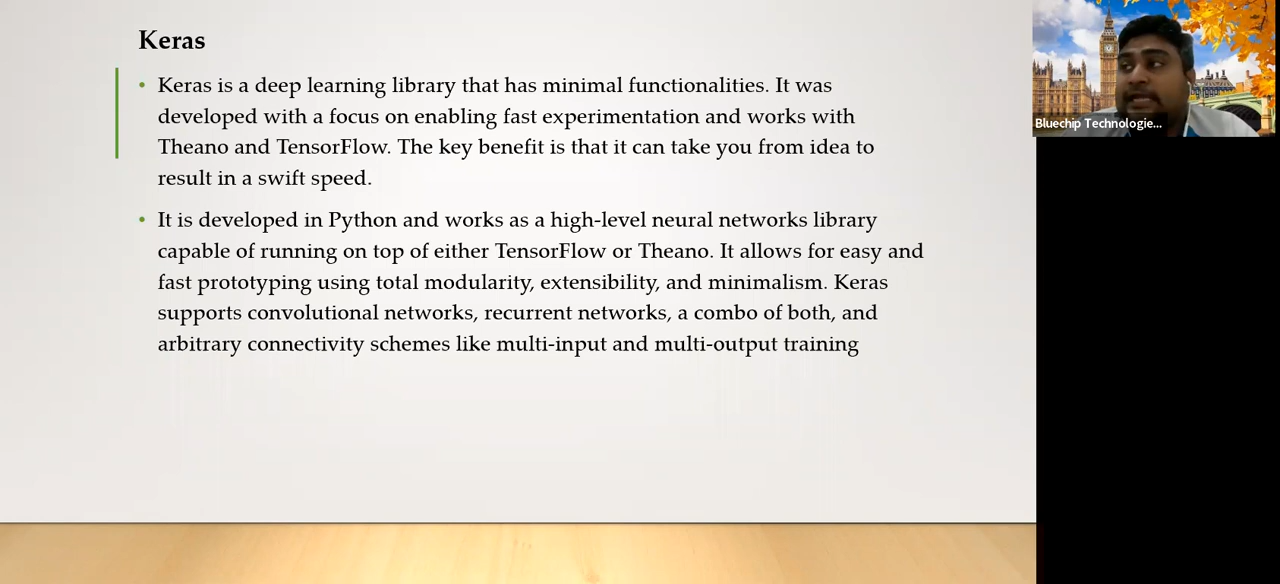 Keras
• Keras is a deep learning library that has minimal functionalities. It was
developed with a focus on enabling fast experimentation and works with
Theano and TensorFlow. The key benefit is that it can take you from idea to
result in a swift speed.
• It is developed in Python and works as a high-level neural networks library
capable of running on top of either TensorFlow or Theano. It allows for easy and
fast prototyping using total modularity, extensibility, and minimalism. Keras
supports convolutional networks, recurrent networks, a combo of both, and
arbitrary connectivity schemes like multi-input and multi-output training
Bluechip Technologie...